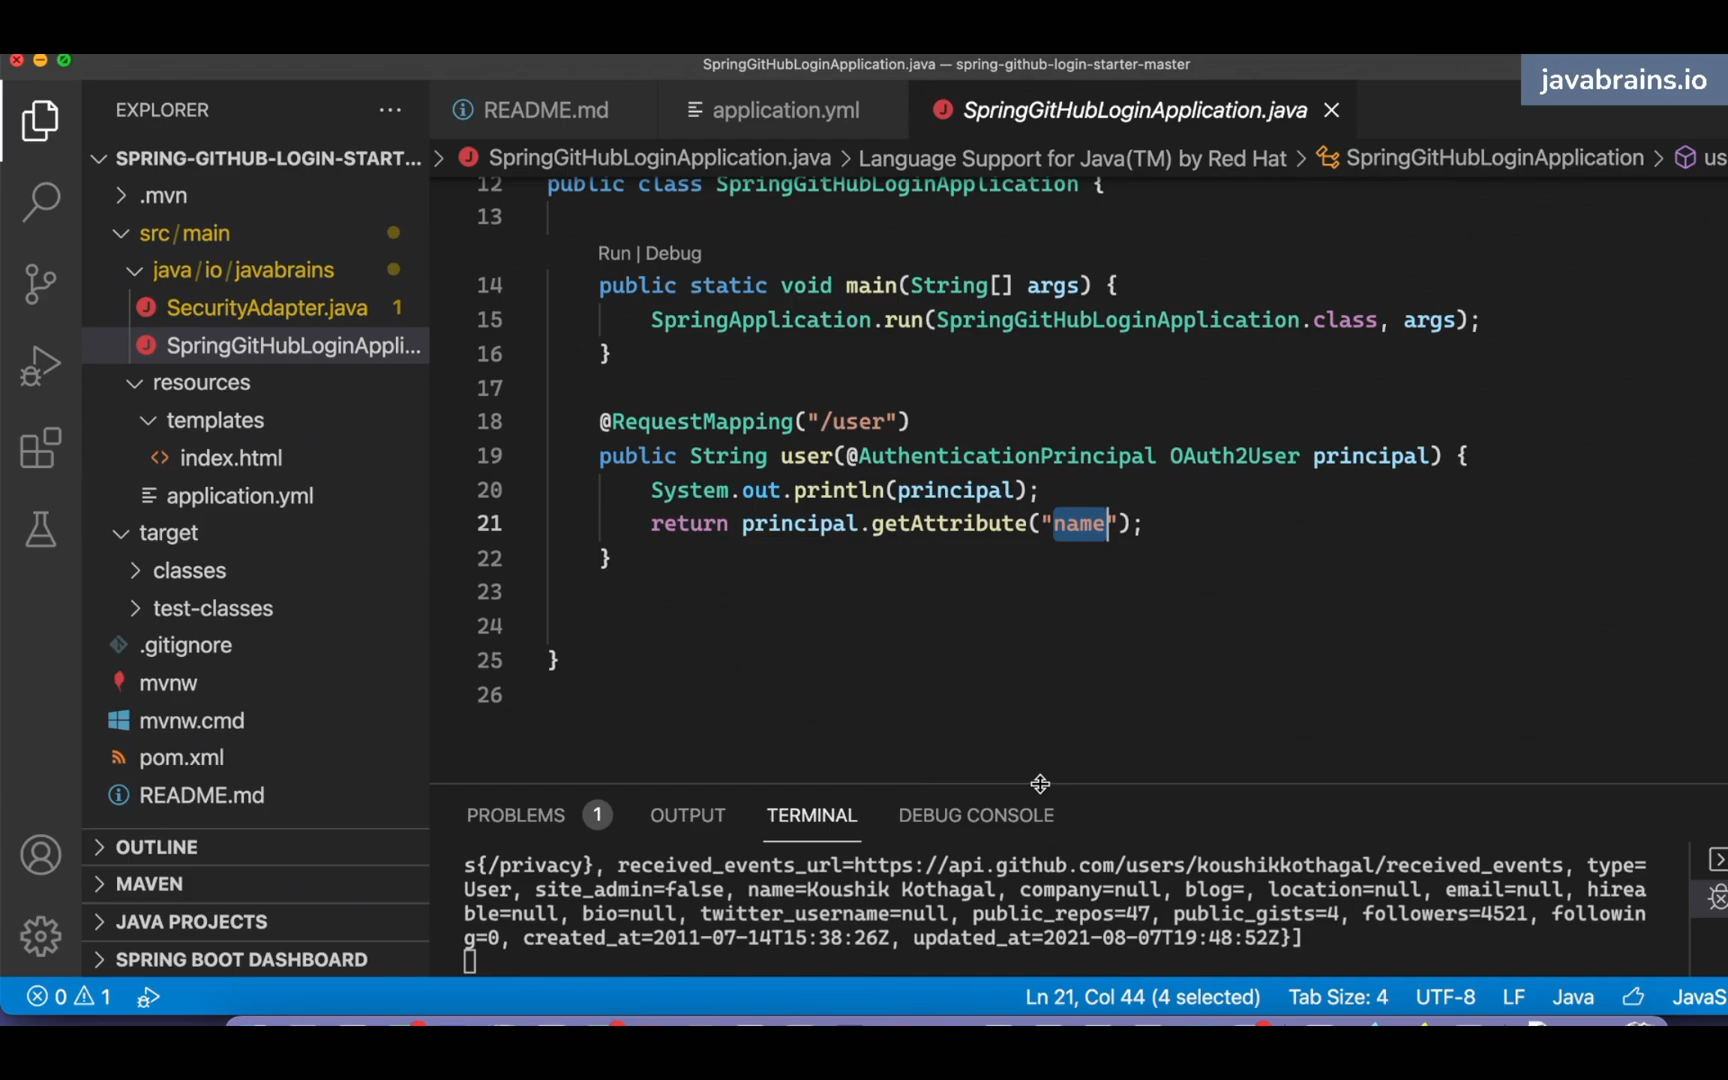 SpringGitHubLoginApplication.java — spring-github-login-starter-master
javabrains.io
EXPLORER
README.md
application.yml
SpringGitHubLoginApplication.java
SPRING-GITHUB-LOGIN-START...
SpringGitHubLoginApplication.java > Language Support for Java(TM) by Red Hat > SpringGitHubLoginApplication > us
.mvn
src/main
java/io/javabrains
SecurityAdapter.java 1
SpringGitHubLoginAppli...
resources
templates
index.html
application.yml
target
classes
test-classes
.gitignore
mvnw
mvnw.cmd
pom.xml
README.md
OUTLINE
MAVEN
JAVA PROJECTS
SPRING BOOT DASHBOARD
12 public class SpringGitHubLoginApplication {
13
Run | Debug
14 public static void main(String[] args) {
15 SpringApplication.run(SpringGitHubLoginApplication.class, args);
16 }
17
18 @RequestMapping("/user")
19 public String user(@AuthenticationPrincipal OAuth2User principal) {
20 System.out.println(principal);
21 return principal.getAttribute("name");
22 }
23
24
25 }
26
PROBLEMS 1 OUTPUT TERMINAL DEBUG CONSOLE
s{/privacy}, received_events_url=https://api.github.com/users/koushikkothagal/received_events, type=
User, site_admin=false, name=Koushik Kothagal, company=null, blog=, location=null, email=null, hirea
ble=null, bio=null, twitter_username=null, public_repos=47, public_gists=4, followers=4521, followin
g=0, created_at=2011-07-14T15:38:26Z, updated_at=2021-08-07T19:48:52Z}]
0 1 Ln 21, Col 44 (4 selected) Tab Size: 4 UTF-8 LF Java JavaS